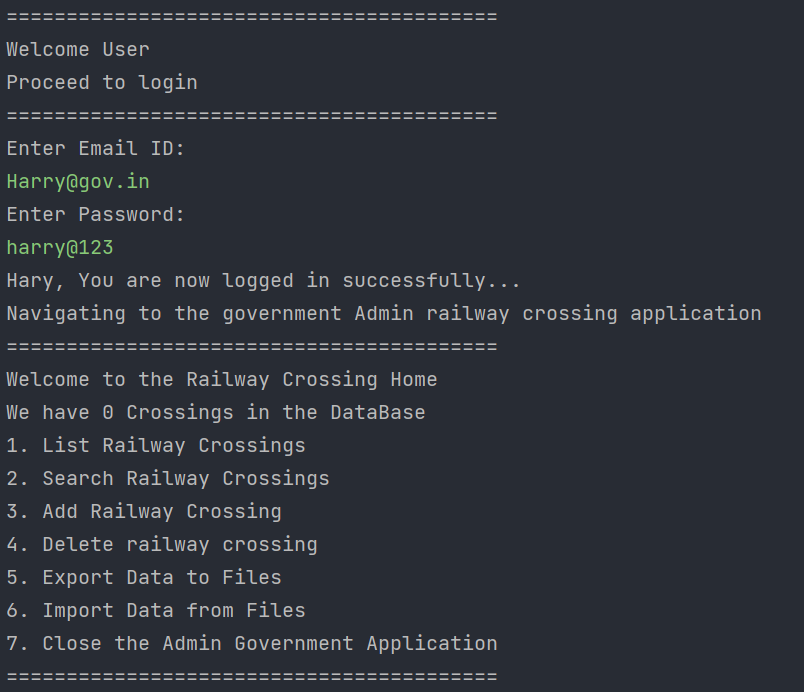 =========================================
Welcome User
Proceed to login
=========================================
Enter Email ID:
Harry@gov.in
Enter Password:
harry@123
Hary, You are now logged in successfully...
Navigating to the government Admin railway crossing application
=========================================
Welcome to the Railway Crossing Home
We have 0 Crossings in the DataBase
1. List Railway Crossings
2. Search Railway Crossings
3. Add Railway Crossing
4. Delete railway crossing
5. Export Data to Files
6. Import Data from Files
7. Close the Admin Government Application
=========================================